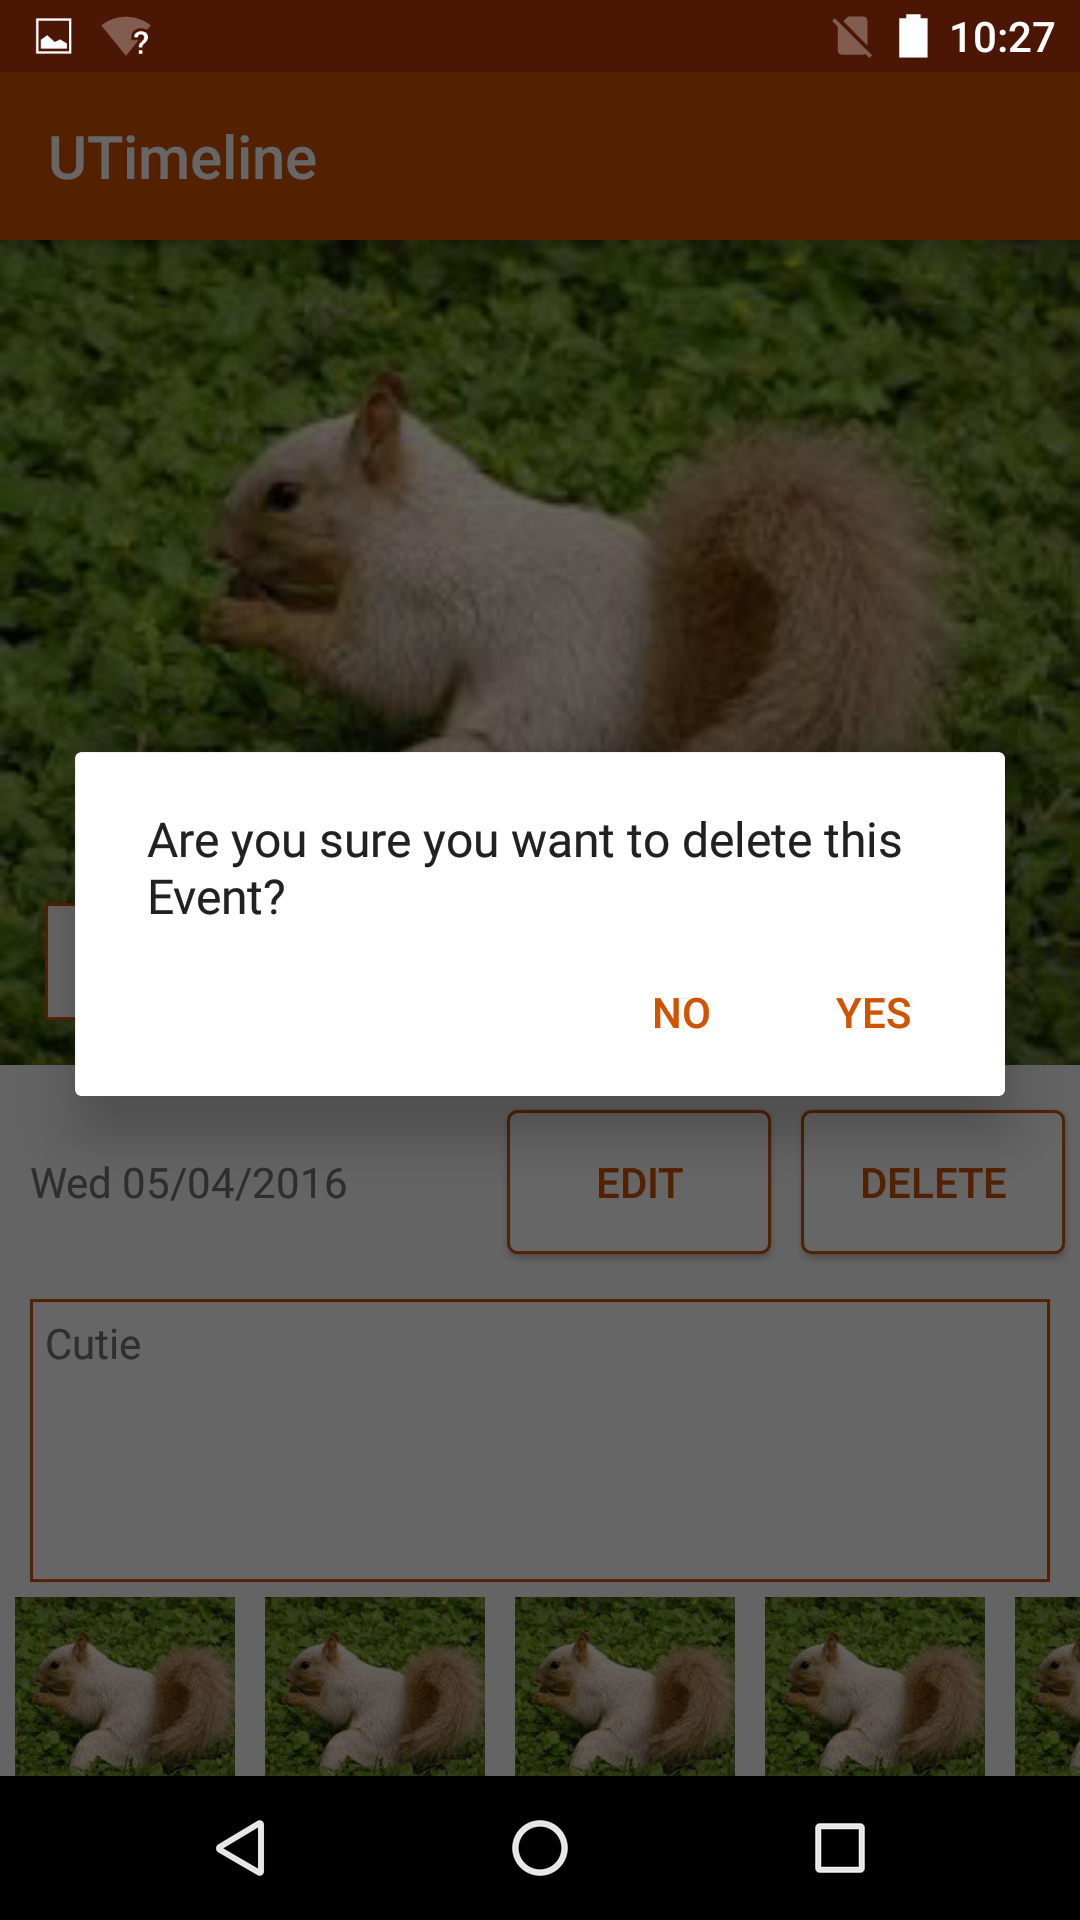 10:27
UTimeline
Are you sure you want to delete this
Event?
NO YES
Wed 05/04/2016 EDIT DELETE
Cutie